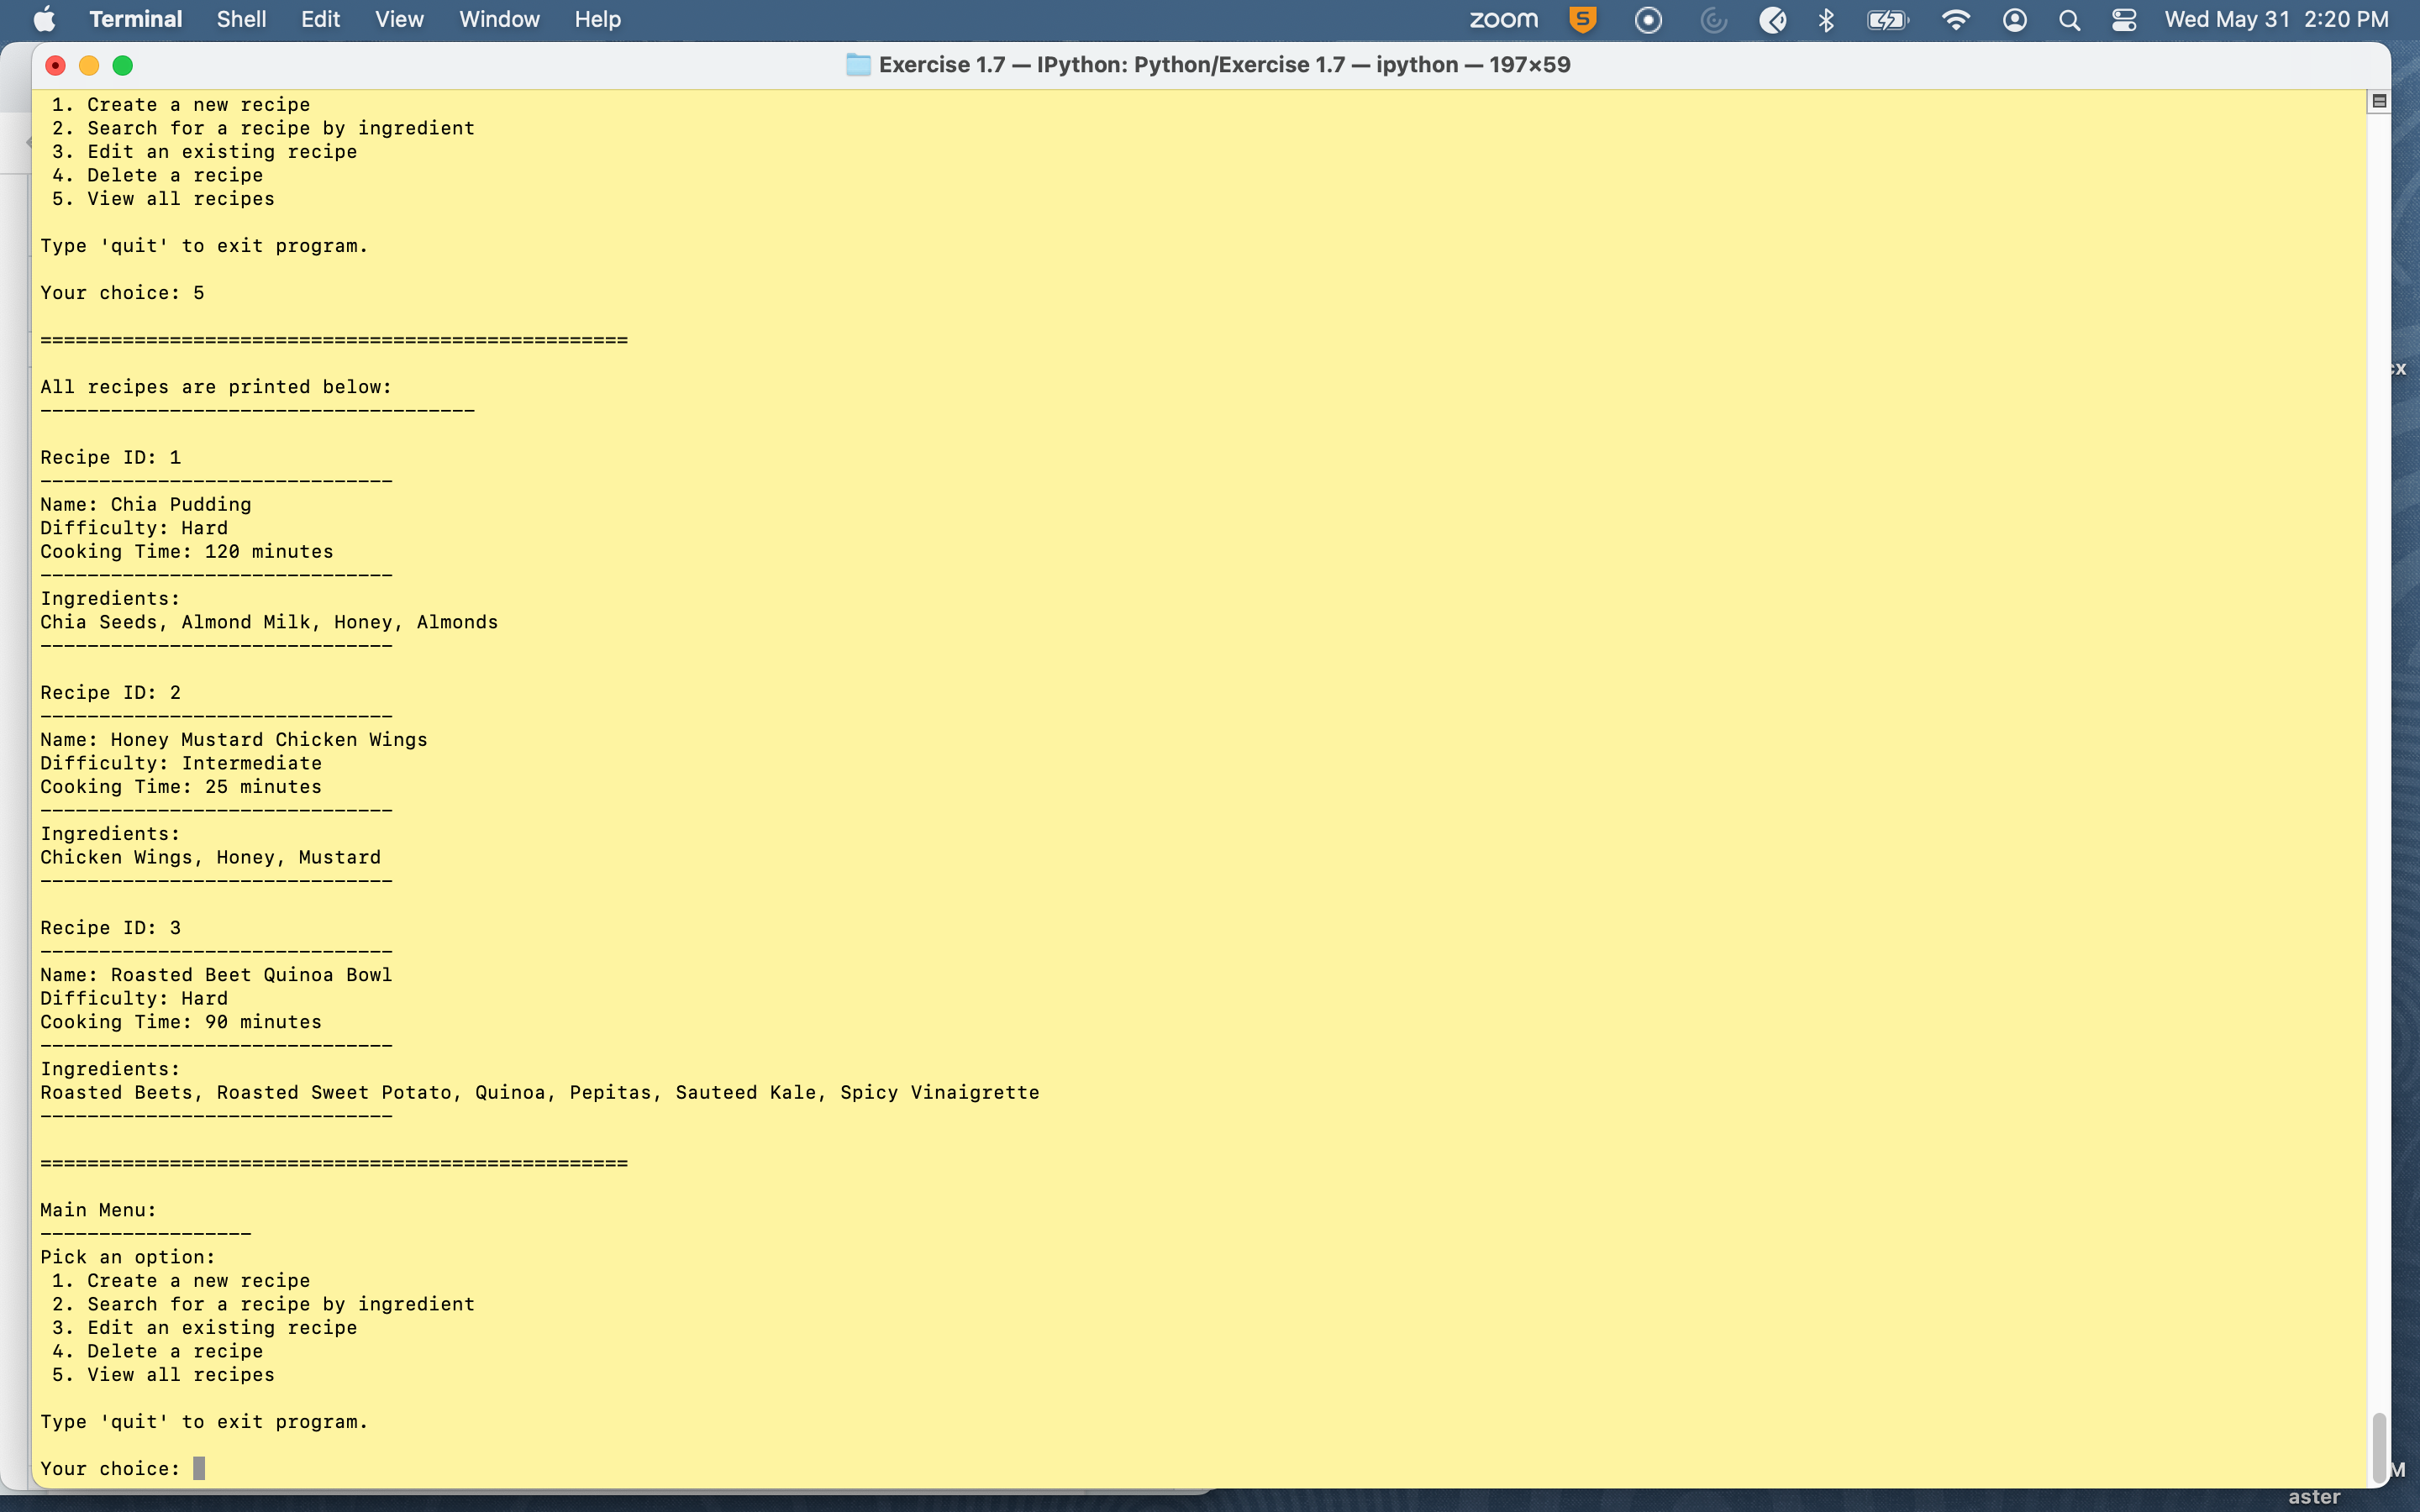 Terminal Shell Edit View Window Help zoom S Wed May 31 2:20 PM
Exercise 1.7 — IPython: Python/Exercise 1.7 — ipython — 197×59
1. Create a new recipe
2. Search for a recipe by ingredient
3. Edit an existing recipe
4. Delete a recipe
5. View all recipes
Type 'quit' to exit program.
Your choice: 5
==================================================
All recipes are printed below:
-------------------------------------
Recipe ID: 1
------------------------------
Name: Chia Pudding
Difficulty: Hard
Cooking Time: 120 minutes
------------------------------
Ingredients:
Chia Seeds, Almond Milk, Honey, Almonds
------------------------------
Recipe ID: 2
------------------------------
Name: Honey Mustard Chicken Wings
Difficulty: Intermediate
Cooking Time: 25 minutes
------------------------------
Ingredients:
Chicken Wings, Honey, Mustard
------------------------------
Recipe ID: 3
------------------------------
Name: Roasted Beet Quinoa Bowl
Difficulty: Hard
Cooking Time: 90 minutes
------------------------------
Ingredients:
Roasted Beets, Roasted Sweet Potato, Quinoa, Pepitas, Sauteed Kale, Spicy Vinaigrette
------------------------------
==================================================
Main Menu:
------------------
Pick an option:
1. Create a new recipe
2. Search for a recipe by ingredient
3. Edit an existing recipe
4. Delete a recipe
5. View all recipes
Type 'quit' to exit program.
Your choice:
aster